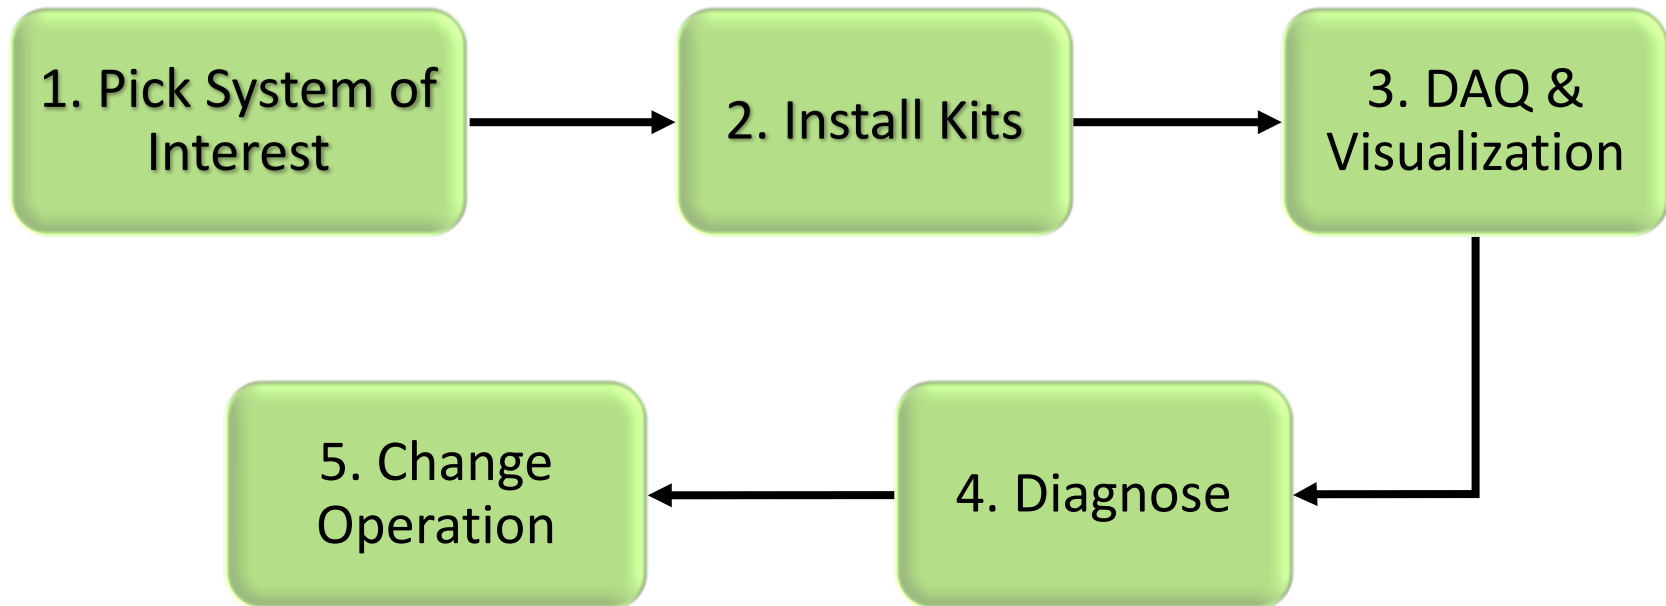 1. Pick System of
Interest
2. Install Kits
3. DAQ &
Visualization
4. Diagnose
5. Change
Operation